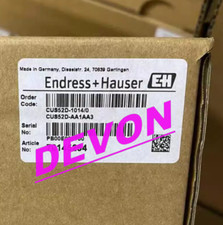 Made in Germany, Dieselstr. 24, 70839 Gerlingen
Endress+Hauser EH
Order
Code: CUS52D-1014/0
CUS52D-AA1AA3
Serial
No.:
Article
No.:
DEVON